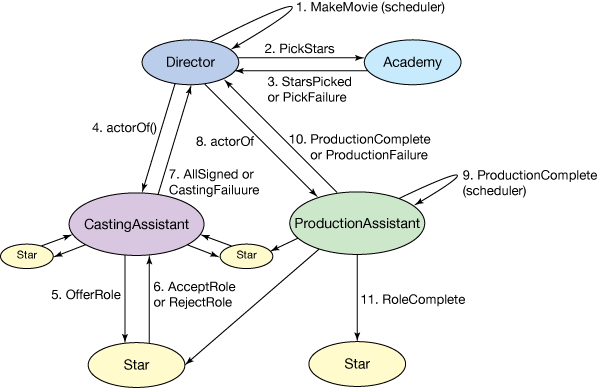 1. MakeMovie (scheduler)
Director
2. PickStars
Academy
3. StarsPicked
or PickFailure
4. actorOf()
8. actorOf
10. ProductionComplete
or ProductionFailure
7. AllSigned or
CastingFailuure
9. ProductionComplete
(scheduler)
CastingAssistant
ProductionAssistant
Star
Star
5. OfferRole
6. AcceptRole
or RejectRole
11. RoleComplete
Star
Star